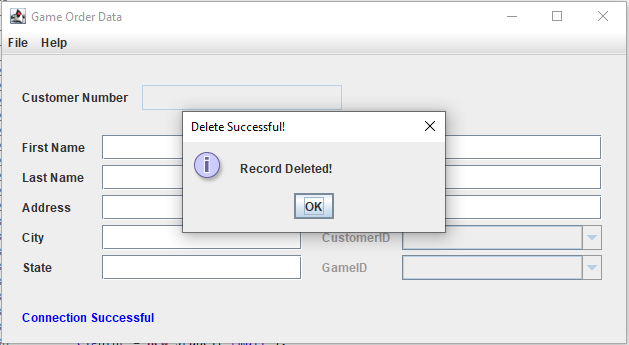 Game Order Data
File Help
Customer Number
Delete Successful!
Record Deleted!
OK
First Name
Last Name
Address
City
CustomerID
State
GameID
Connection Successful